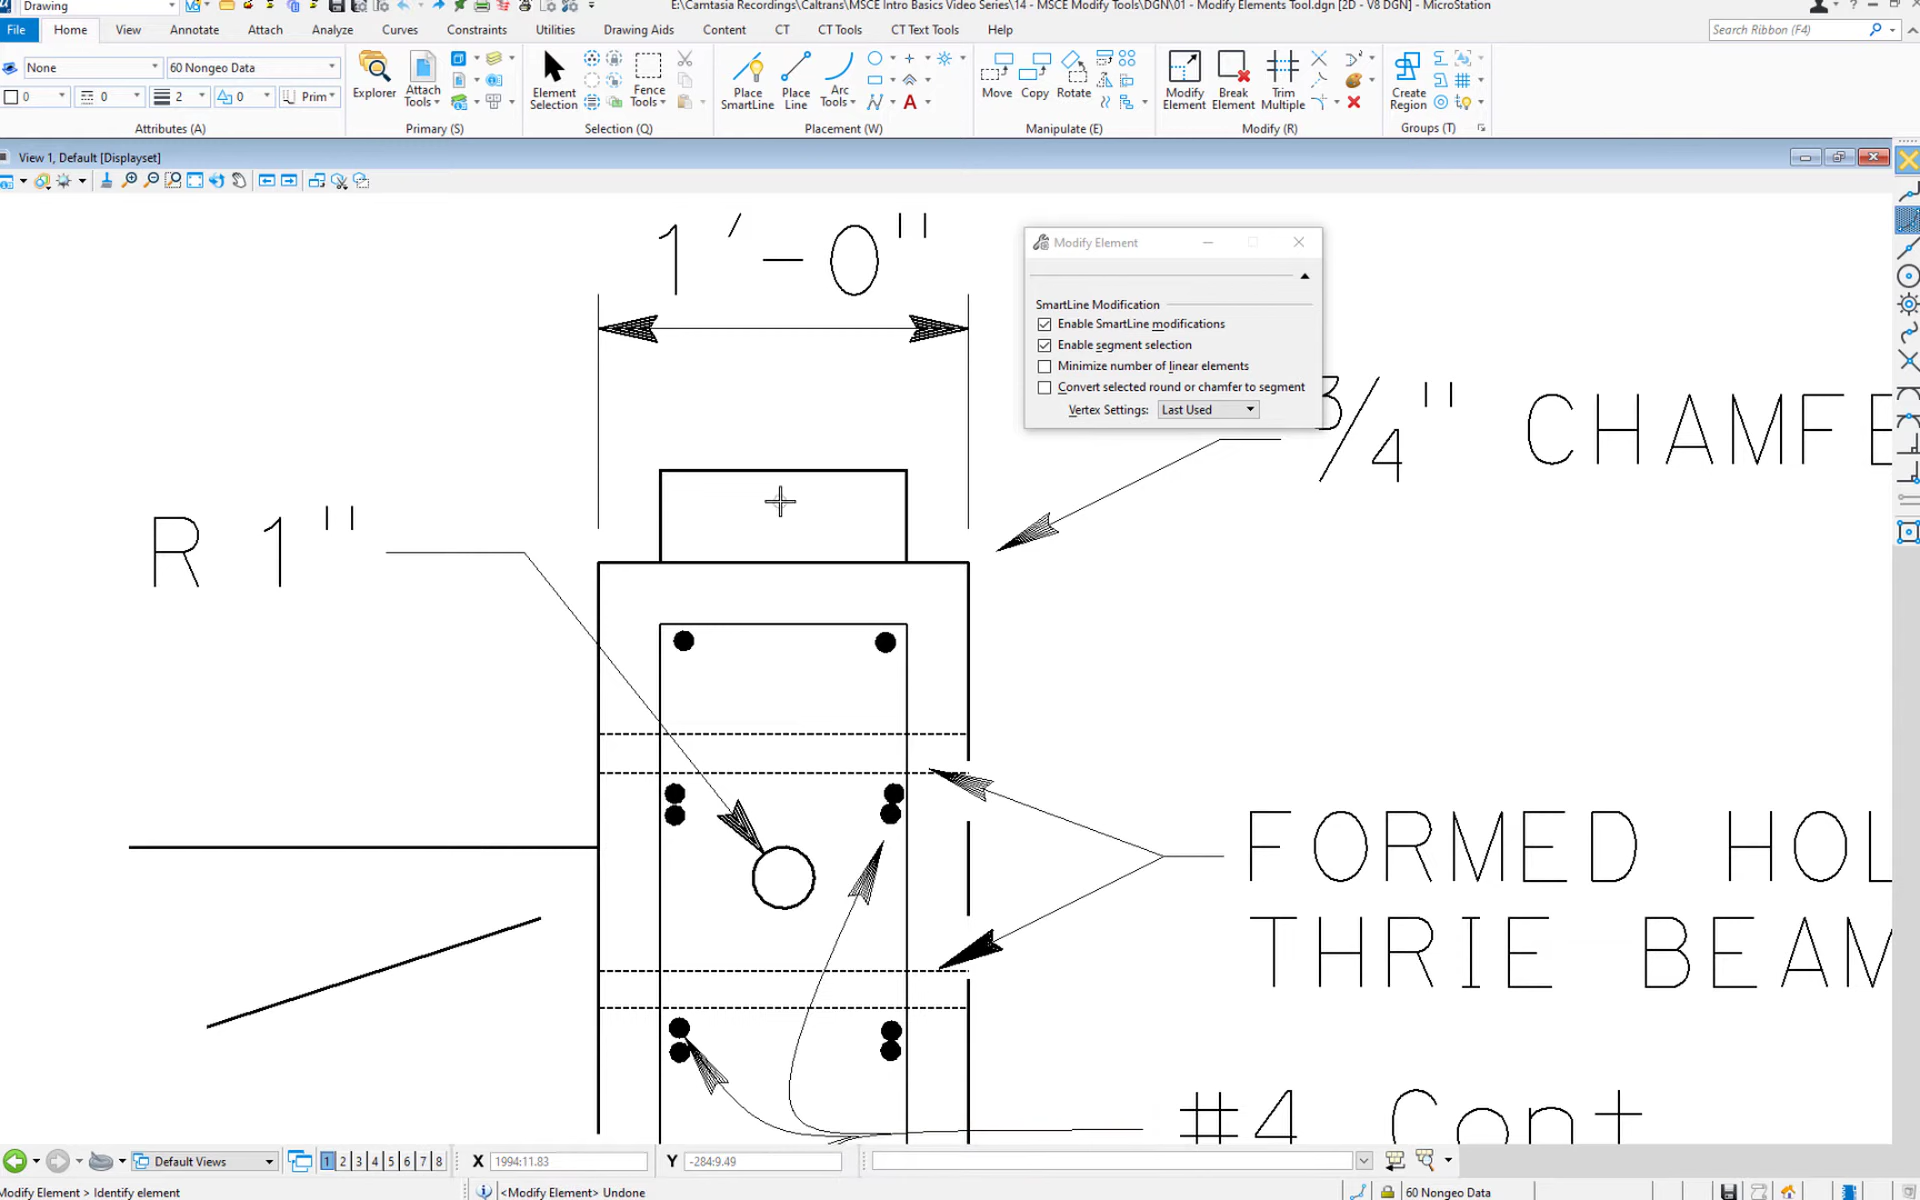 Drawing
E:\Camtasia Recordings\Caltrans\MSCE Intro Basics Video Series\14 - MSCE Modify Tools\DGN\01 - Modify Elements Tool.dgn [2D - V8 DGN] - MicroStation
File Home View Annotate Attach Analyze Curves Constraints Utilities Drawing Aids Content CT CT Tools CT Text Tools Help
Search Ribbon (F4)
None 60 Nongeo Data
0 0 2 0 Prim
Explorer Attach Tools
Element Selection Fence Tools
Place SmartLine Place Line Arc Tools
Move Copy Rotate
Modify Element Break Element Trim Multiple
Create Region
Attributes (A) Primary (S) Selection (Q) Placement (W) Manipulate (E) Modify (R) Groups (T)
View 1, Default [Displayset]
1'-0"
Modify Element
SmartLine Modification
Enable SmartLine modifications
Enable segment selection
Minimize number of linear elements
Convert selected round or chamfer to segment
Vertex Settings: Last Used
3/4" CHAMFE
R 1"
FORMED HOL
THRIE BEAM
#4 Cont
Default Views 1 2 3 4 5 6 7 8 X 1994:11.83 Y -284:9.49
Modify Element > Identify element <Modify Element> Undone 60 Nongeo Data